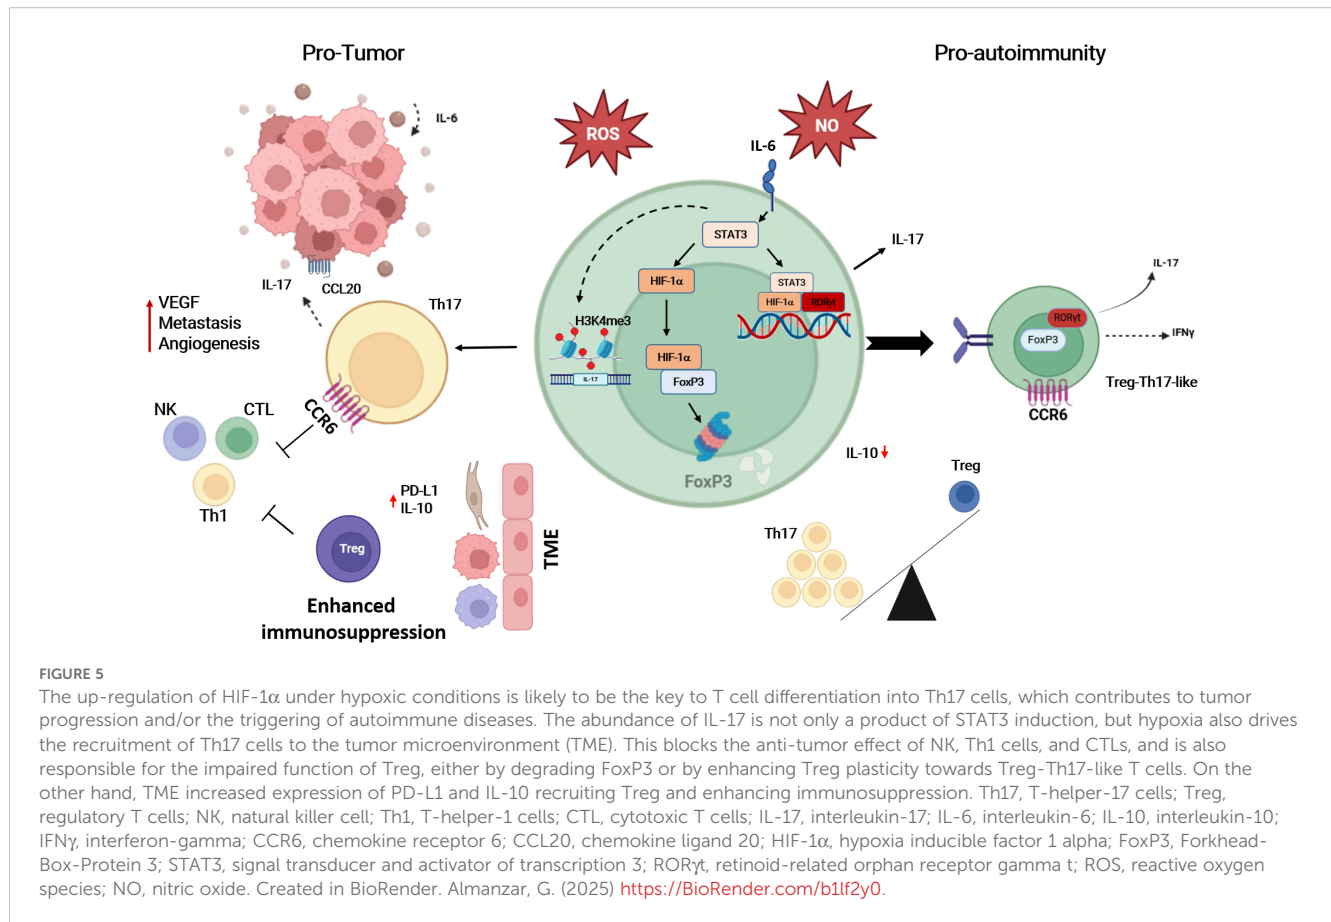 Pro-Tumor
Pro-autoimmunity
IL-6
ROS
NO
IL-6
STAT3
IL-17
HIF-1α
STAT3
HIF-1α
RORγt
IL-17
CCL20
VEGF
Metastasis
Angiogenesis
Th17
H3K4me3
HIF-1α
FoxP3
IL-17
FoxP3
IL-17
RORγt
FoxP3
IFNγ
Treg-Th17-like
CCR6
CCR6
NK
CTL
Th1
PD-L1
IL-10
Treg
TME
Enhanced
immunosuppression
IL-10
Treg
Th17
FIGURE 5
The up-regulation of HIF-1α under hypoxic conditions is likely to be the key to T cell differentiation into Th17 cells, which contributes to tumor
progression and/or the triggering of autoimmune diseases. The abundance of IL-17 is not only a product of STAT3 induction, but hypoxia also drives
the recruitment of Th17 cells to the tumor microenvironment (TME). This blocks the anti-tumor effect of NK, Th1 cells, and CTLs, and is also
responsible for the impaired function of Treg, either by degrading FoxP3 or by enhancing Treg plasticity towards Treg-Th17-like T cells. On the
other hand, TME increased expression of PD-L1 and IL-10 recruiting Treg and enhancing immunosuppression. Th17, T-helper-17 cells; Treg,
regulatory T cells; NK, natural killer cell; Th1, T-helper-1 cells; CTL, cytotoxic T cells; IL-17, interleukin-17; IL-6, interleukin-6; IL-10, interleukin-10;
IFNγ, interferon-gamma; CCR6, chemokine receptor 6; CCL20, chemokine ligand 20; HIF-1α, hypoxia inducible factor 1 alpha; FoxP3, Forkhead-
Box-Protein 3; STAT3, signal transducer and activator of transcription 3; RORγt, retinoid-related orphan receptor gamma t; ROS, reactive oxygen
species; NO, nitric oxide. Created in BioRender. Almanzar, G. (2025) https://BioRender.com/b1lf2y0.